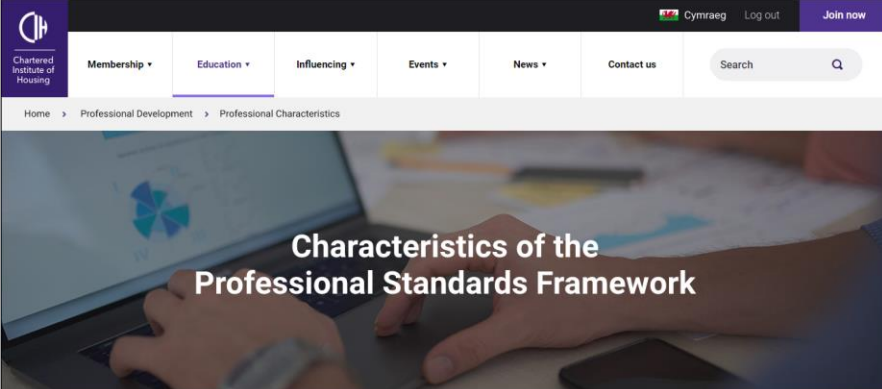 Cymraeg Log out Join now
Chartered
Institute of
Housing
Membership Education Influencing Events News Contact us Search
Home > Professional Development > Professional Characteristics
Characteristics of the
Professional Standards Framework